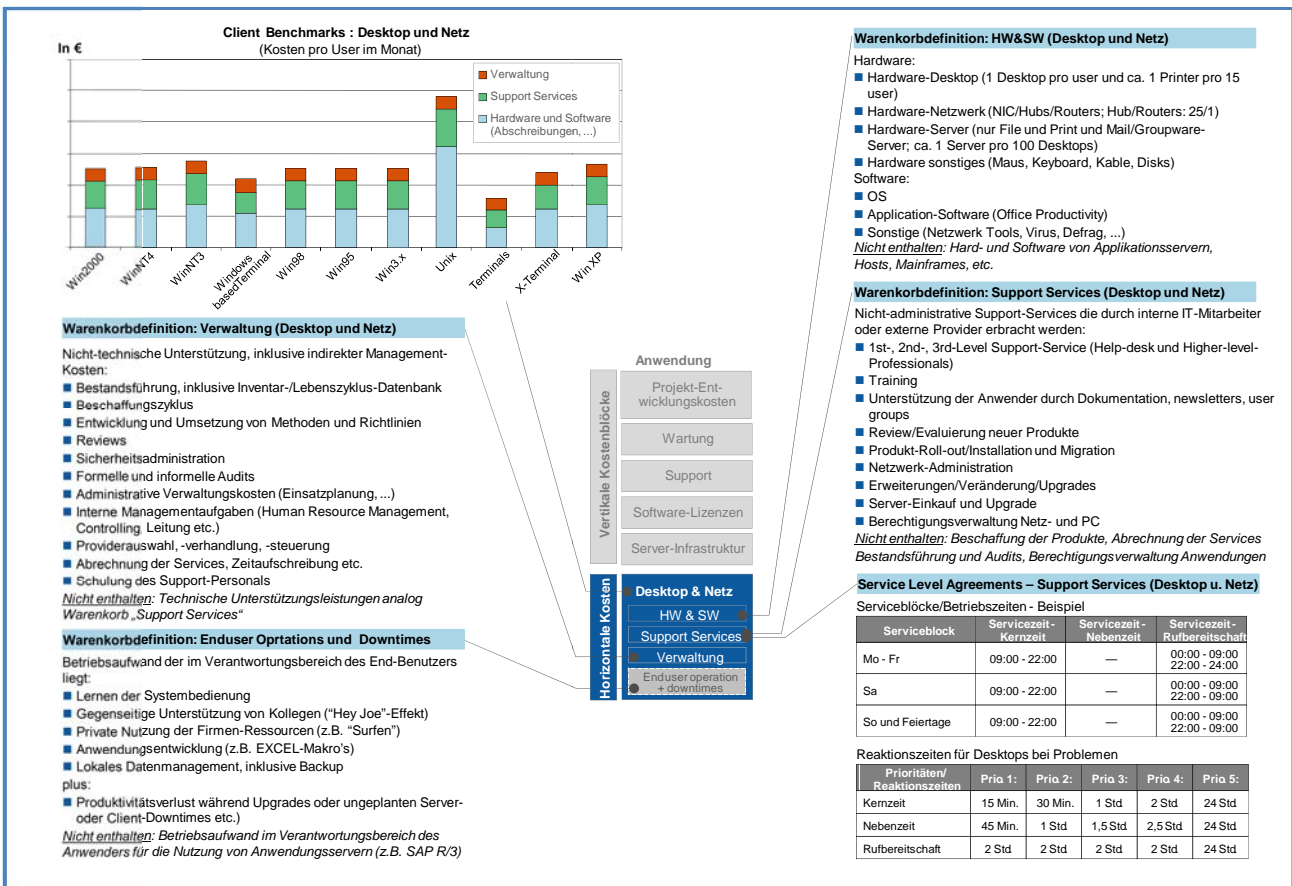 Client Benchmarks : Desktop und Netz
(Kosten pro User im Monat)
In €
Verwaltung
Support Services
Hardware und Software
(Abschreibungen, ...)
Win2000
WinNT4
WinNT3
Windows
basedTerminal
Win98
Win95
Win3.x
Unix
Terminals
X-Terminal
Win XP
Warenkorbdefinition: Verwaltung (Desktop und Netz)
Nicht-technische Unterstützung, inklusive indirekter Management-
Kosten:
Bestandsführung, inklusive Inventar-/Lebenszyklus-Datenbank
Beschaffungszyklus
Entwicklung und Umsetzung von Methoden und Richtlinien
Reviews
Sicherheitsadministration
Formelle und informelle Audits
Administrative Verwaltungskosten (Einsatzplanung, ...)
Interne Managementaufgaben (Human Resource Management,
Controlling, Leitung etc.)
Providerauswahl, -verhandlung, -steuerung
Abrechnung der Services, Zeitaufschreibung etc.
Schulung des Support-Personals
Nicht enthalten: Technische Unterstützungsleistungen analog
Warenkorb „Support Services“
Warenkorbdefinition: Enduser Oprtations und Downtimes
Betriebsaufwand der im Verantwortungsbereich des End-Benutzers
liegt:
Lernen der Systembedienung
Gegenseitige Unterstützung von Kollegen (“Hey Joe”-Effekt)
Private Nutzung der Firmen-Ressourcen (z.B. “Surfen”)
Anwendungsentwicklung (z.B. EXCEL-Makro’s)
Lokales Datenmanagement, inklusive Backup
plus:
Produktivitätsverlust während Upgrades oder ungeplanten Server-
oder Client-Downtimes etc.)
Nicht enthalten: Betriebsaufwand im Verantwortungsbereich des
Anwenders für die Nutzung von Anwendungsservern (z.B. SAP R/3)
Anwendung
Vertikale Kostenblöcke
Projekt-Ent-
wicklungskosten
Wartung
Support
Software-Lizenzen
Server-Infrastruktur
Horizontale Kosten
Desktop & Netz
HW & SW
Support Services
Verwaltung
Enduser operation
+ downtimes
Warenkorbdefinition: HW&SW (Desktop und Netz)
Hardware:
Hardware-Desktop (1 Desktop pro user und ca. 1 Printer pro 15
user)
Hardware-Netzwerk (NIC/Hubs/Routers; Hub/Routers: 25/1)
Hardware-Server (nur File und Print und Mail/Groupware-
Server; ca. 1 Server pro 100 Desktops)
Hardware sonstiges (Maus, Keyboard, Kable, Disks)
Software:
OS
Application-Software (Office Productivity)
Sonstige (Netzwerk Tools, Virus, Defrag, ...)
Nicht enthalten: Hard- und Software von Applikationsservern,
Hosts, Mainframes, etc.
Warenkorbdefinition: Support Services (Desktop und Netz)
Nicht-administrative Support-Services die durch interne IT-Mitarbeiter
oder externe Provider erbracht werden:
1st-, 2nd-, 3rd-Level Support-Service (Help-desk und Higher-level-
Professionals)
Training
Unterstützung der Anwender durch Dokumentation, newsletters, user
groups
Review/Evaluierung neuer Produkte
Produkt-Roll-out/Installation und Migration
Netzwerk-Administration
Erweiterungen/Veränderung/Upgrades
Server-Einkauf und Upgrade
Berechtigungsverwaltung Netz- und PC
Nicht enthalten: Beschaffung der Produkte, Abrechnung der Services
Bestandsführung und Audits, Berechtigungsverwaltung Anwendungen
Service Level Agreements – Support Services (Desktop u. Netz)
Serviceblöcke/Betriebszeiten - Beispiel
Serviceblock Servicezeit - Kernzeit Servicezeit - Nebenzeit Servicezeit - Rufbereitschaft
Mo - Fr 09:00 - 22:00 — 00:00 - 09:00
22:00 - 24:00
Sa 09:00 - 22:00 — 00:00 - 09:00
22:00 - 09:00
So und Feiertage 09:00 - 22:00 — 00:00 - 09:00
22:00 - 09:00
Reaktionszeiten für Desktops bei Problemen
Prioritäten/ Reaktionszeiten Prio 1: Prio 2: Prio 3: Prio 4: Prio 5:
Kernzeit 15 Min. 30 Min. 1 Std 2 Std 24 Std
Nebenzeit 45 Min. 1 Std 1,5 Std 2,5 Std 24 Std
Rufbereitschaft 2 Std 2 Std 2 Std 2 Std 24 Std